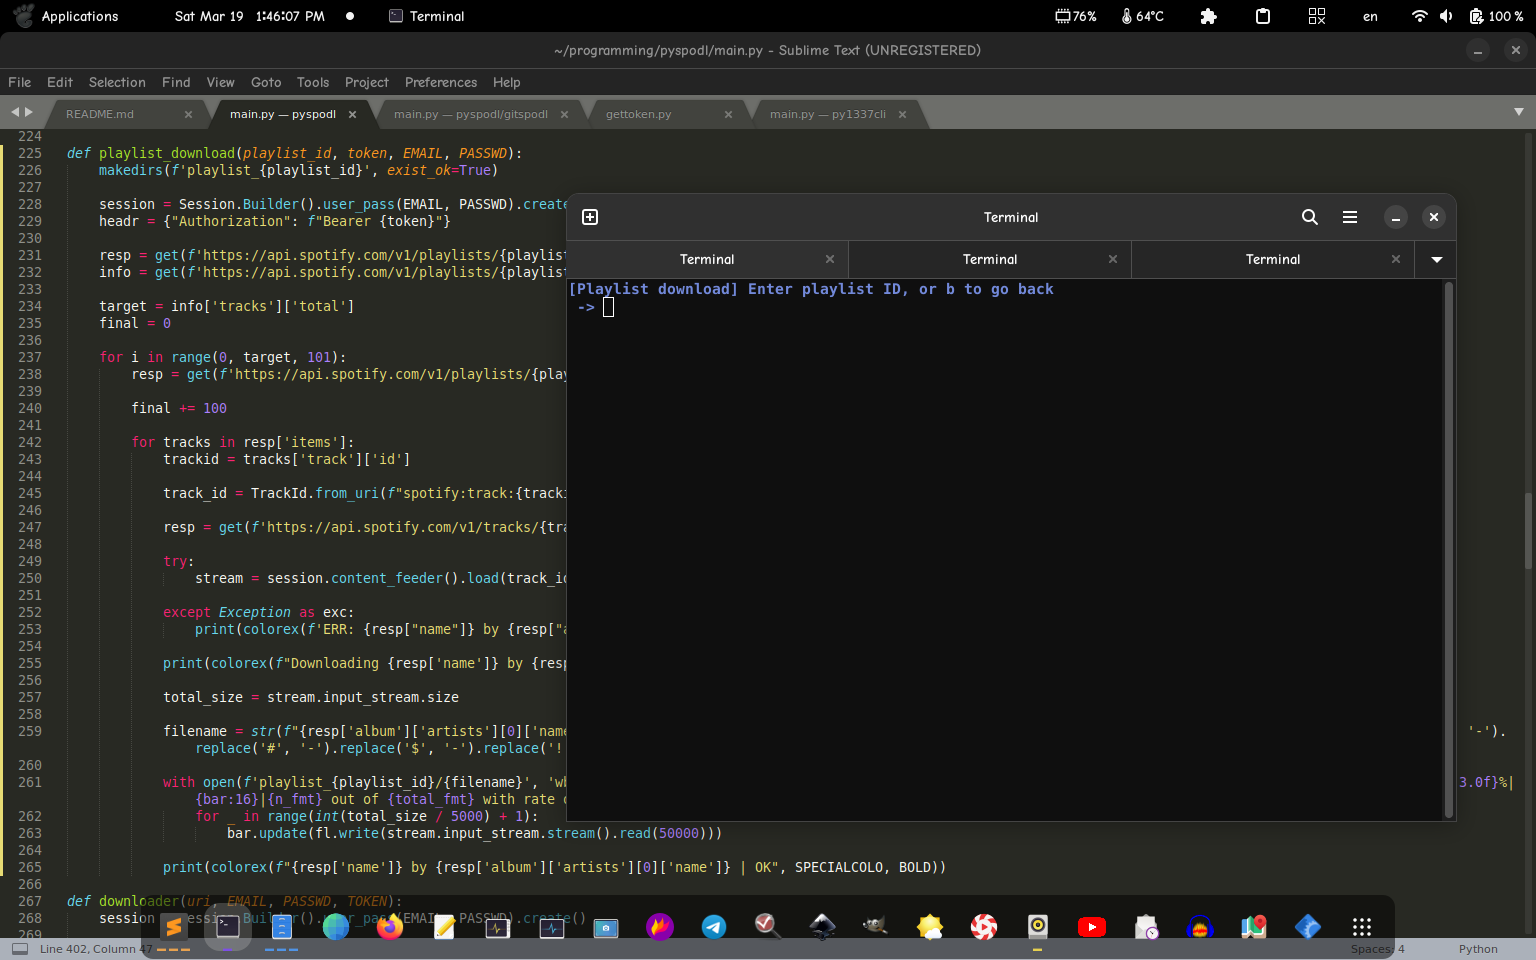 Applications Sat Mar 19 1:46:07 PM Terminal 76% 64°C en 100 %
~/programming/pyspodl/main.py - Sublime Text (UNREGISTERED)
File Edit Selection Find View Goto Tools Project Preferences Help
README.md main.py — pyspodl main.py — pyspodl/gitspodl gettoken.py main.py — py1337cli
224
225 def playlist_download(playlist_id, token, EMAIL, PASSWD):
226 makedirs(f'playlist_{playlist_id}', exist_ok=True)
227
228 session = Session.Builder().user_pass(EMAIL, PASSWD).create
229 headr = {"Authorization": f"Bearer {token}"}
230
231 resp = get(f'https://api.spotify.com/v1/playlists/{playlist
232 info = get(f'https://api.spotify.com/v1/playlists/{playlist
233
234 target = info['tracks']['total']
235 final = 0
236
237 for i in range(0, target, 101):
238 resp = get(f'https://api.spotify.com/v1/playlists/{play
239
240 final += 100
241
242 for tracks in resp['items']:
243 trackid = tracks['track']['id']
244
245 track_id = TrackId.from_uri(f"spotify:track:{tracki
246
247 resp = get(f'https://api.spotify.com/v1/tracks/{tra
248
249 try:
250 stream = session.content_feeder().load(track_id
251
252 except Exception as exc:
253 print(colorex(f'ERR: {resp["name"]} by {resp["a
254
255 print(colorex(f"Downloading {resp['name']} by {resp
256
257 total_size = stream.input_stream.size
258
259 filename = str(f"{resp['album']['artists'][0]['name '-').
replace('#', '-').replace('$', '-').replace('!
260
261 with open(f'playlist_{playlist_id}/{filename}', 'wb 3.0f}%|
{bar:16}|{n_fmt} out of {total_fmt} with rate
262 for _ in range(int(total_size / 5000) + 1):
263 bar.update(fl.write(stream.input_stream.stream().read(50000)))
264
265 print(colorex(f"{resp['name']} by {resp['album']['artists'][0]['name']} | OK", SPECIALCOLO, BOLD))
266
267 def downloader(uri, EMAIL, PASSWD, TOKEN):
268 session = Session.Builder().user_pass(EMAIL, PASSWD).create()
269
Terminal
Terminal Terminal Terminal
[Playlist download] Enter playlist ID, or b to go back
->
Line 402, Column 47 Spaces: 4 Python